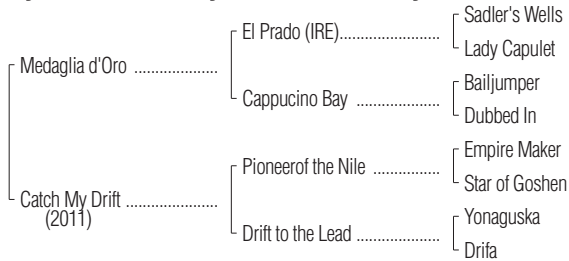 Sadler's Wells
El Prado (IRE)....................
Lady Capulet
Medaglia d'Oro .................
Bailjumper
Cappucino Bay .................
Dubbed In
Empire Maker
Pioneerof the Nile ................
Star of Goshen
Catch My Drift ...................
(2011)
Yonaguska
Drift to the Lead .................
Drifa